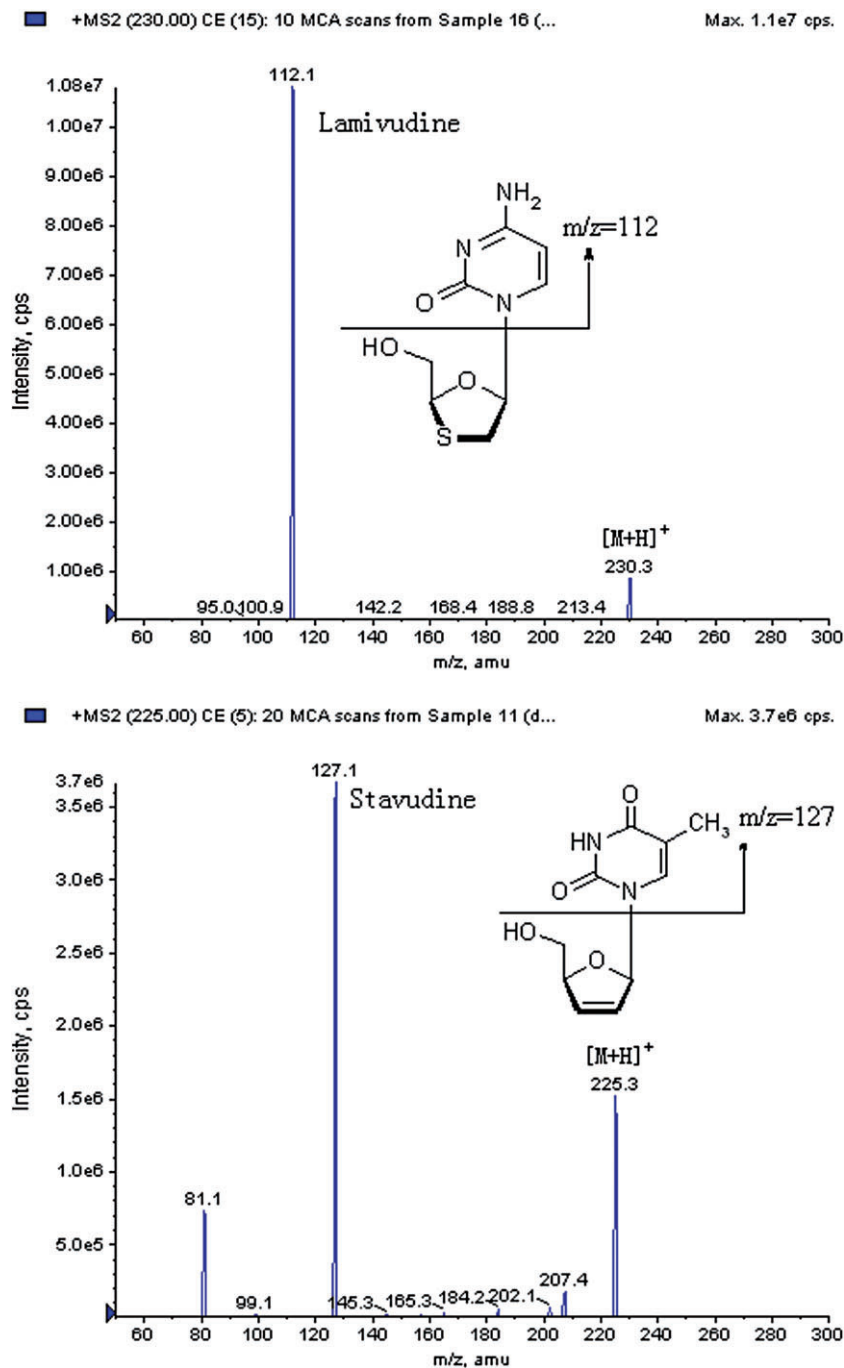 +MS2 (230.00) CE (15): 10 MCA scans from Sample 16 (... Max. 1.1e7 cps.
112.1
1.08e7
1.00e7
9.00e6
8.00e6
7.00e6
6.00e6
5.00e6
4.00e6
3.00e6
2.00e6
1.00e6
Intensity, cps
Lamivudine
NH2
m/z=112
N
O
N
HO
O
S
[M+H]+
230.3
95.0 100.9 142.2 168.4 188.8 213.4
60 80 100 120 140 160 180 200 220 240 260 280 300
m/z, amu
+MS2 (225.00) CE (5): 20 MCA scans from Sample 11 (d... Max. 3.7e6 cps.
127.1
3.7e6
3.5e6
3.0e6
2.5e6
2.0e6
1.5e6
1.0e6
5.0e5
Intensity, cps
Stavudine
O
CH3
m/z=127
HN
O
N
HO
O
[M+H]+
225.3
81.1
99.1 145.3 165.3 184.2 202.1 207.4
60 80 100 120 140 160 180 200 220 240 260 280 300
m/z, amu